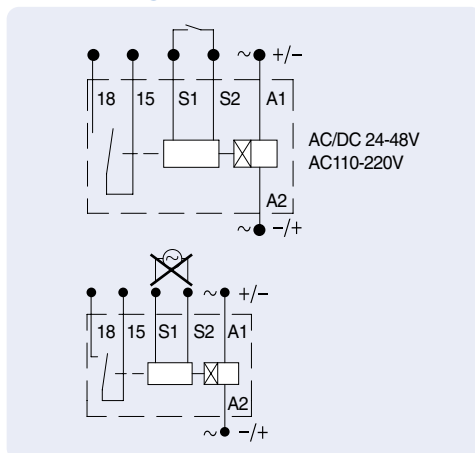 ~ +/–
18 15 S1 S2 A1
AC/DC 24-48V
AC110-220V
A2
~ –/+
~
~ +/–
18 15 S1 S2 A1
A2
~ –/+